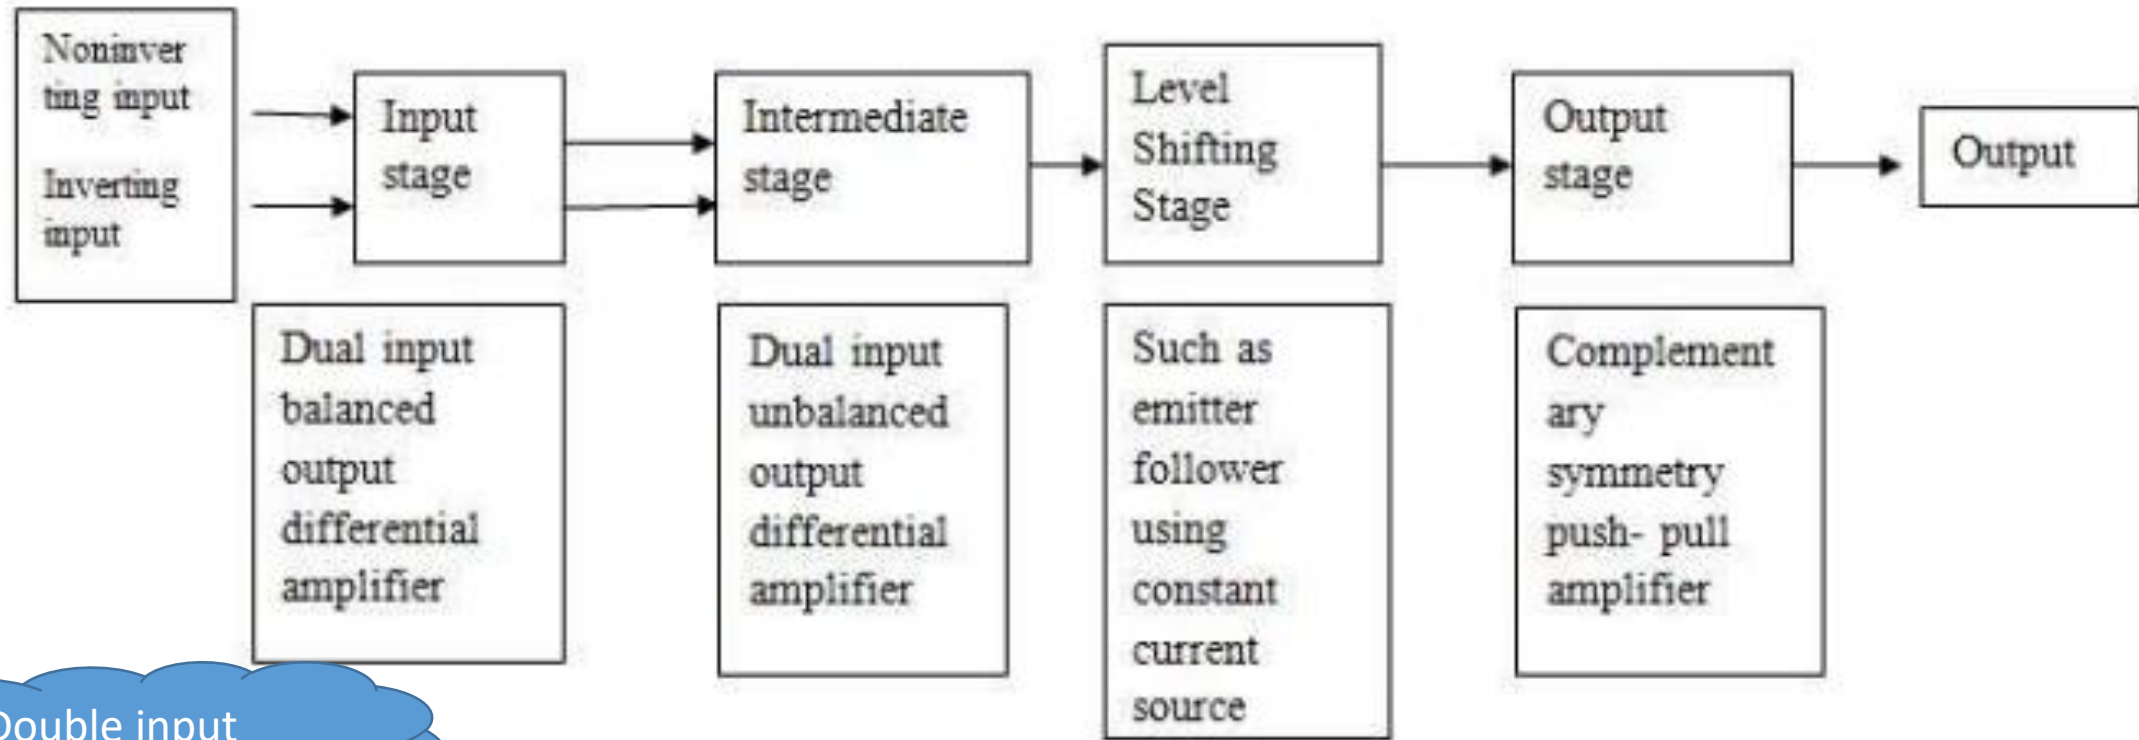 Noninver
ting input
Inverting
input
Input
stage
Intermediate
stage
Level
Shifting
Stage
Output
stage
Output
Dual input
balanced
output
differential
amplifier
Dual input
unbalanced
output
differential
amplifier
Such as
emitter
follower
using
constant
current
source
Complement
ary
symmetry
push- pull
amplifier
Double input